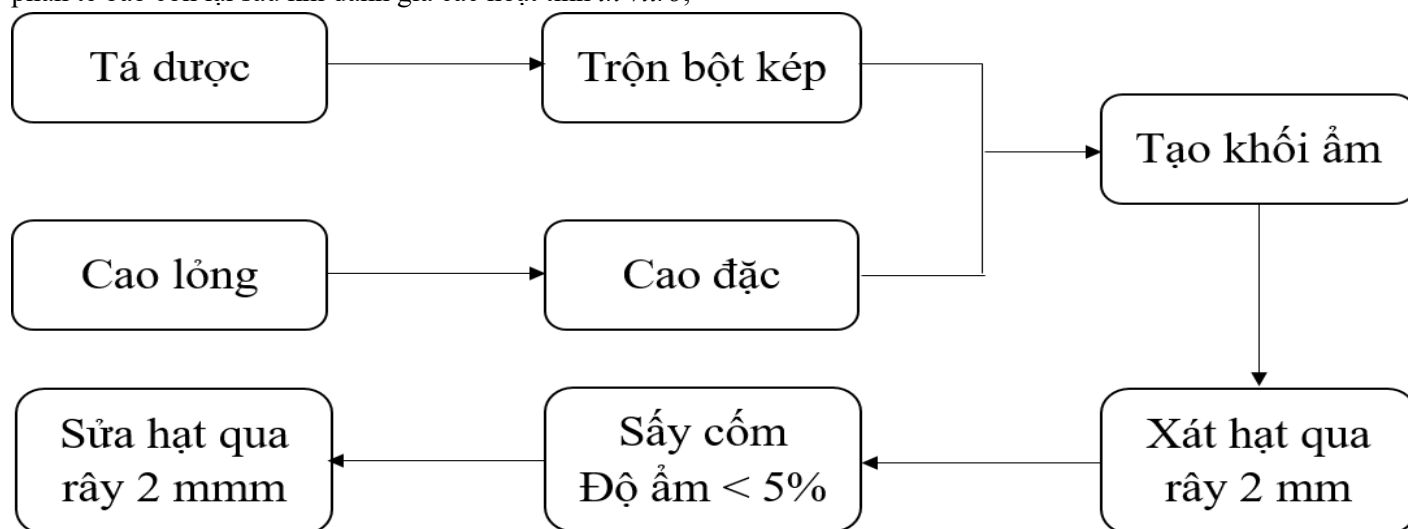 Tá dược
Trộn bột kép
Tạo khối ẩm
Cao lỏng
Cao đặc
Xát hạt qua
rây 2 mm
Sấy cốm
Độ ẩm < 5%
Sửa hạt qua
rây 2 mmm